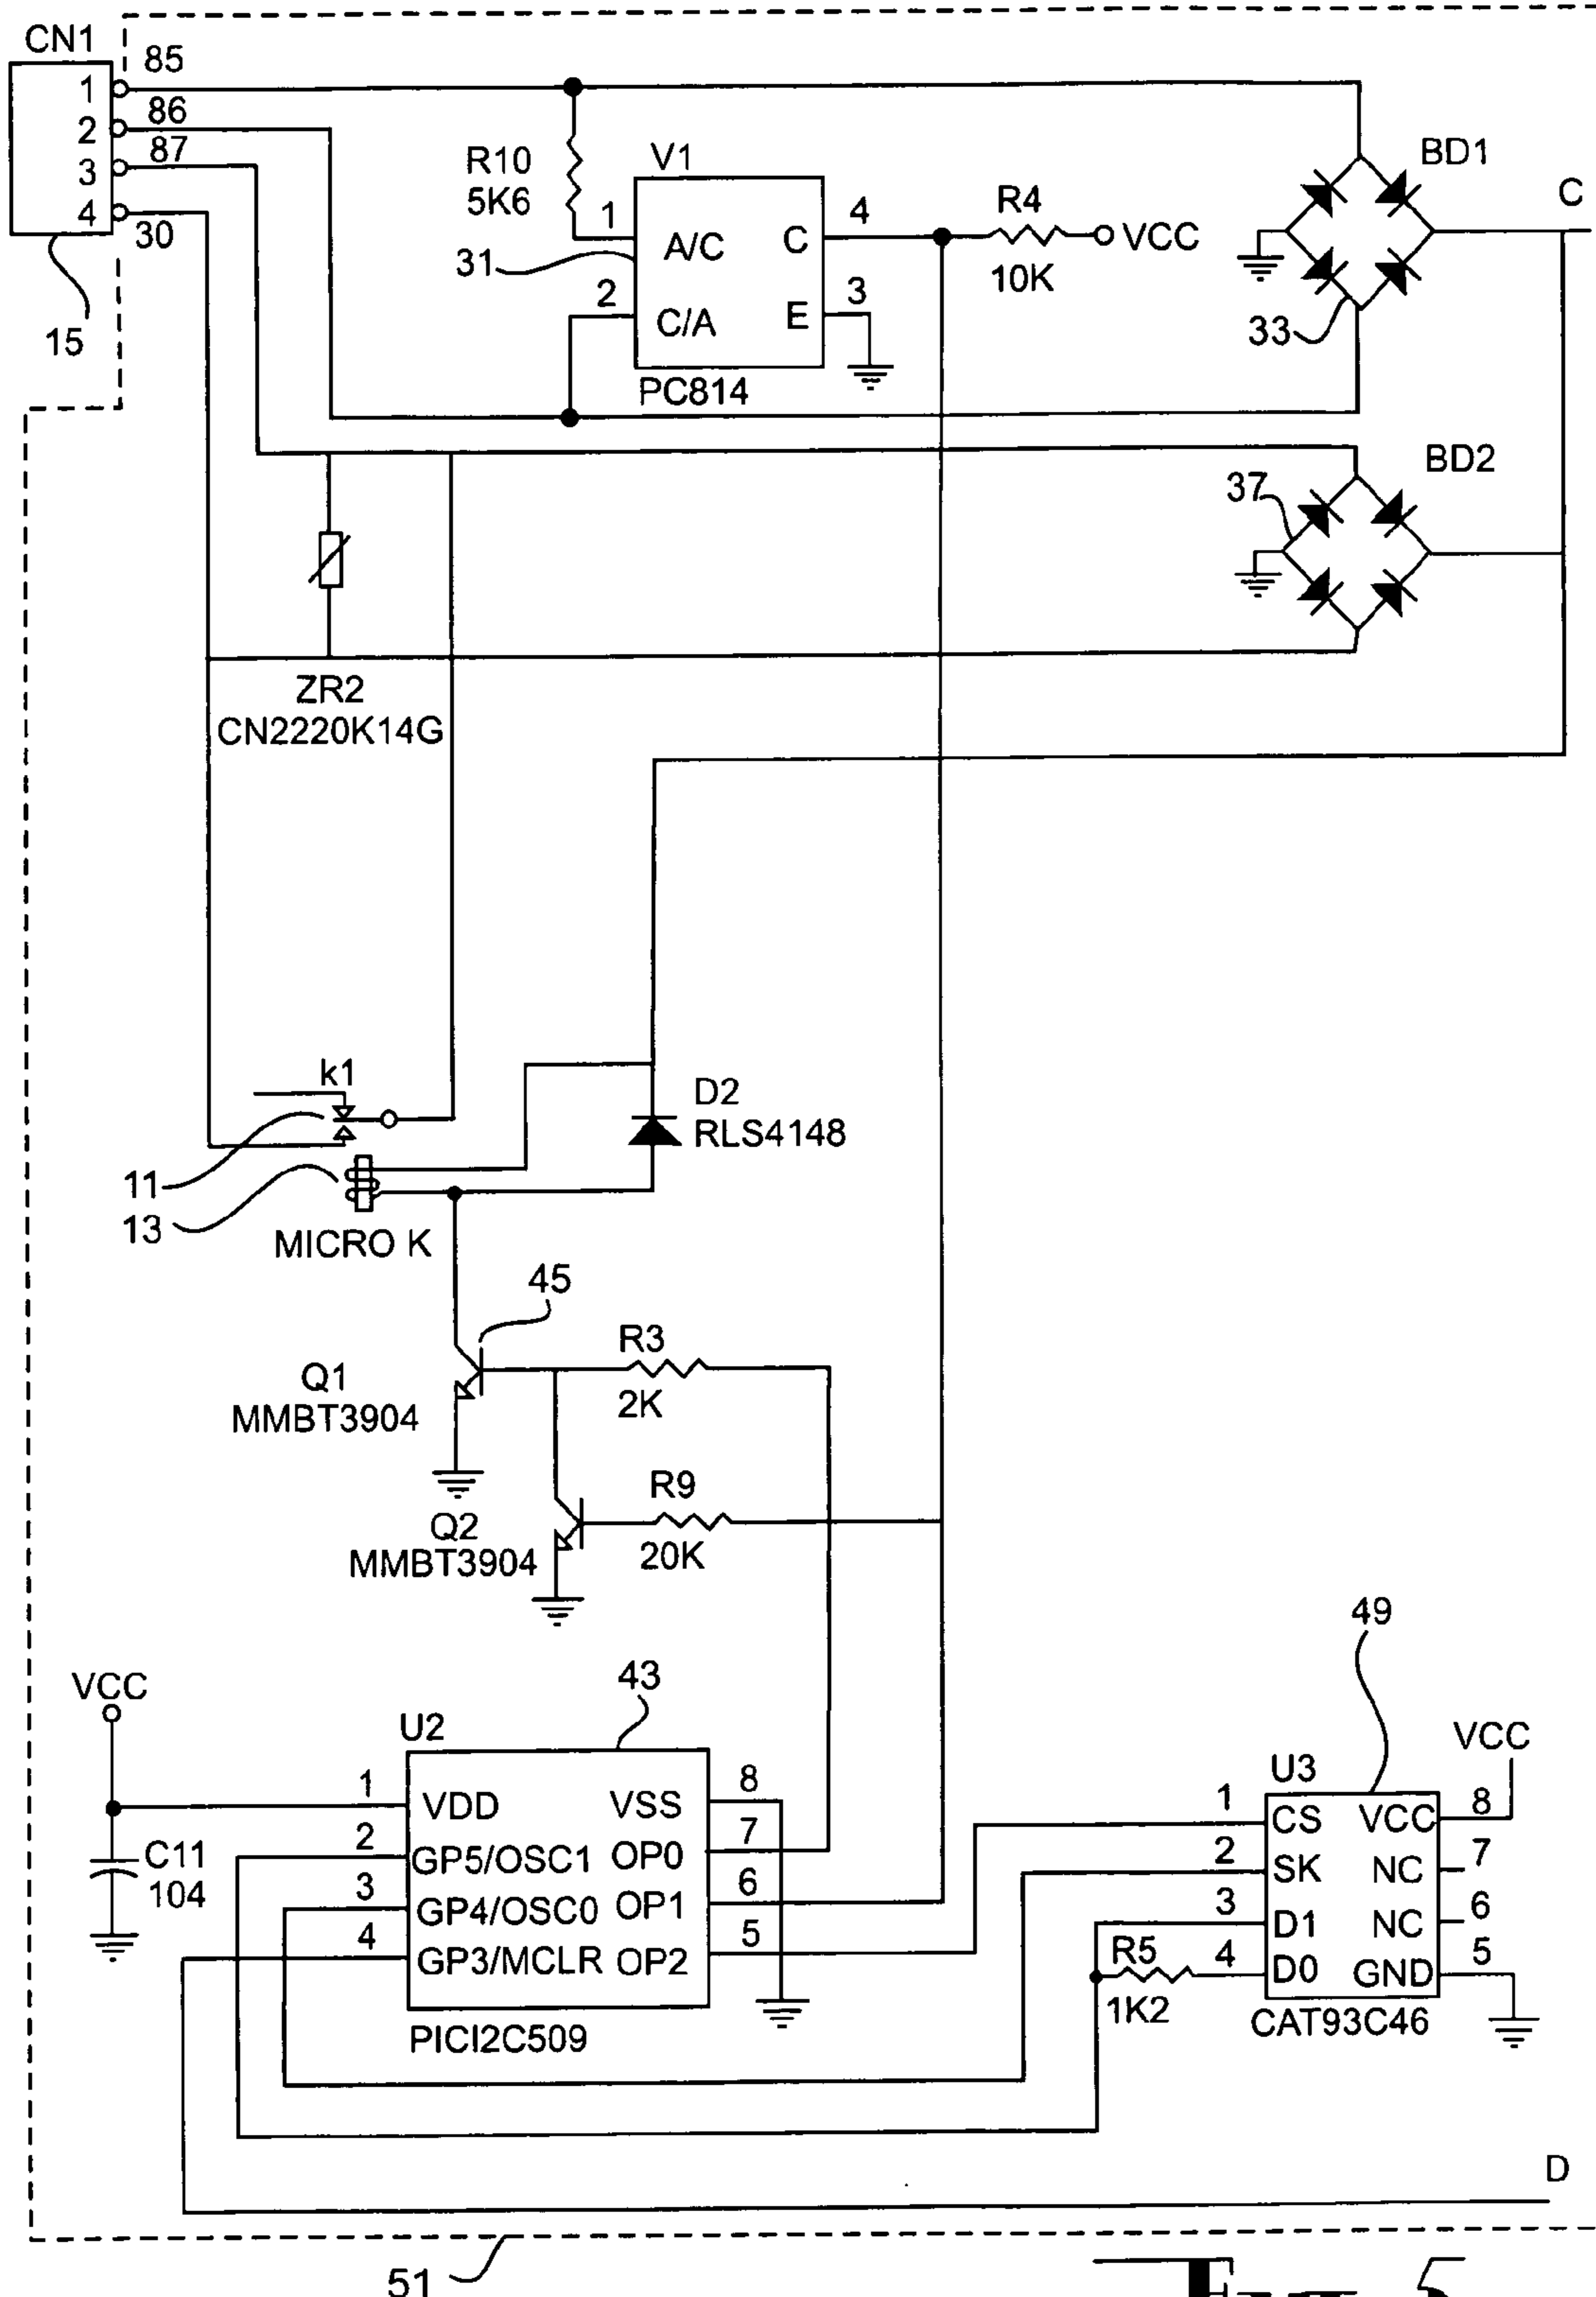 CN1
85
1
86
2
87
3
4
30
15
R10
5K6
V1
1
A/C
C
4
R4
VCC
10K
31
2
C/A
E
3
PC814
BD1
C
33
BD2
37
ZR2
CN2220K14G
k1
11
13
MICRO K
D2
RLS4148
45
Q1
MMBT3904
R3
2K
R9
20K
Q2
MMBT3904
VCC
C11
104
U2
43
1
VDD
VSS
8
2
GP5/OSC1
OP0
7
3
GP4/OSC0
OP1
6
4
GP3/MCLR
OP2
5
PICI2C509
49
U3
VCC
1
CS
VCC
8
2
SK
NC
7
3
D1
NC
6
R5
4
D0
GND
5
1K2
CAT93C46
D
51